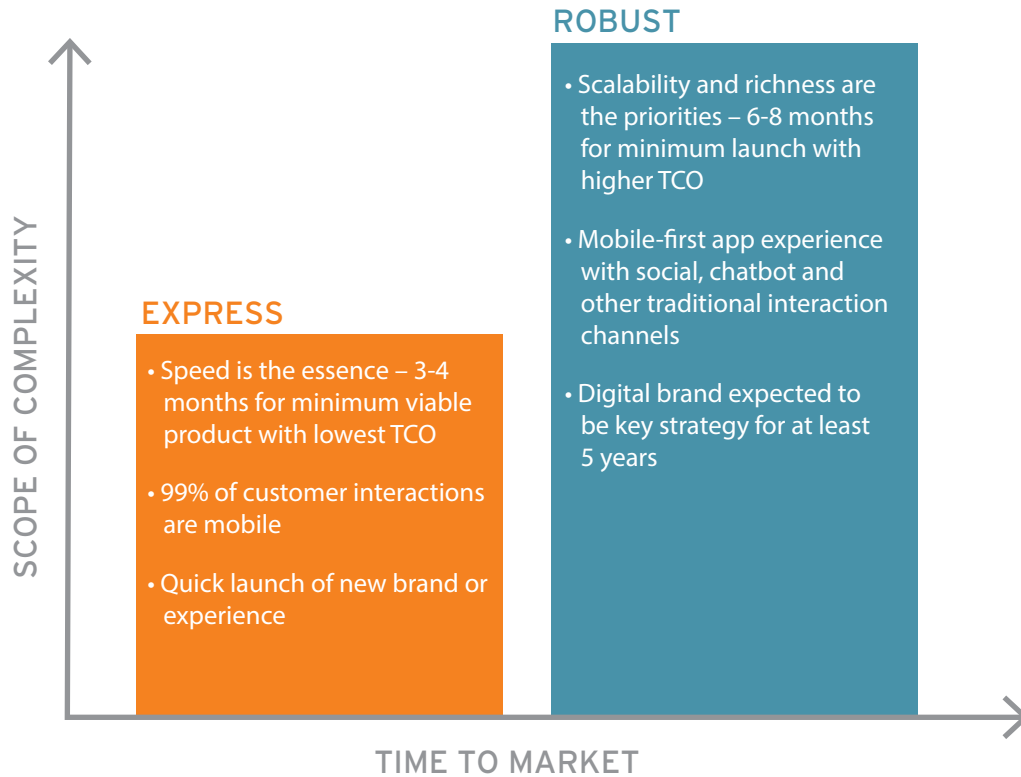 ROBUST
• Scalability and richness are
the priorities – 6-8 months
for minimum launch with
higher TCO
• Mobile-first app experience
with social, chatbot and
other traditional interaction
channels
• Digital brand expected to
be key strategy for at least
5 years
EXPRESS
• Speed is the essence – 3-4
months for minimum viable
product with lowest TCO
• 99% of customer interactions
are mobile
• Quick launch of new brand or
experience
SCOPE OF COMPLEXITY
TIME TO MARKET